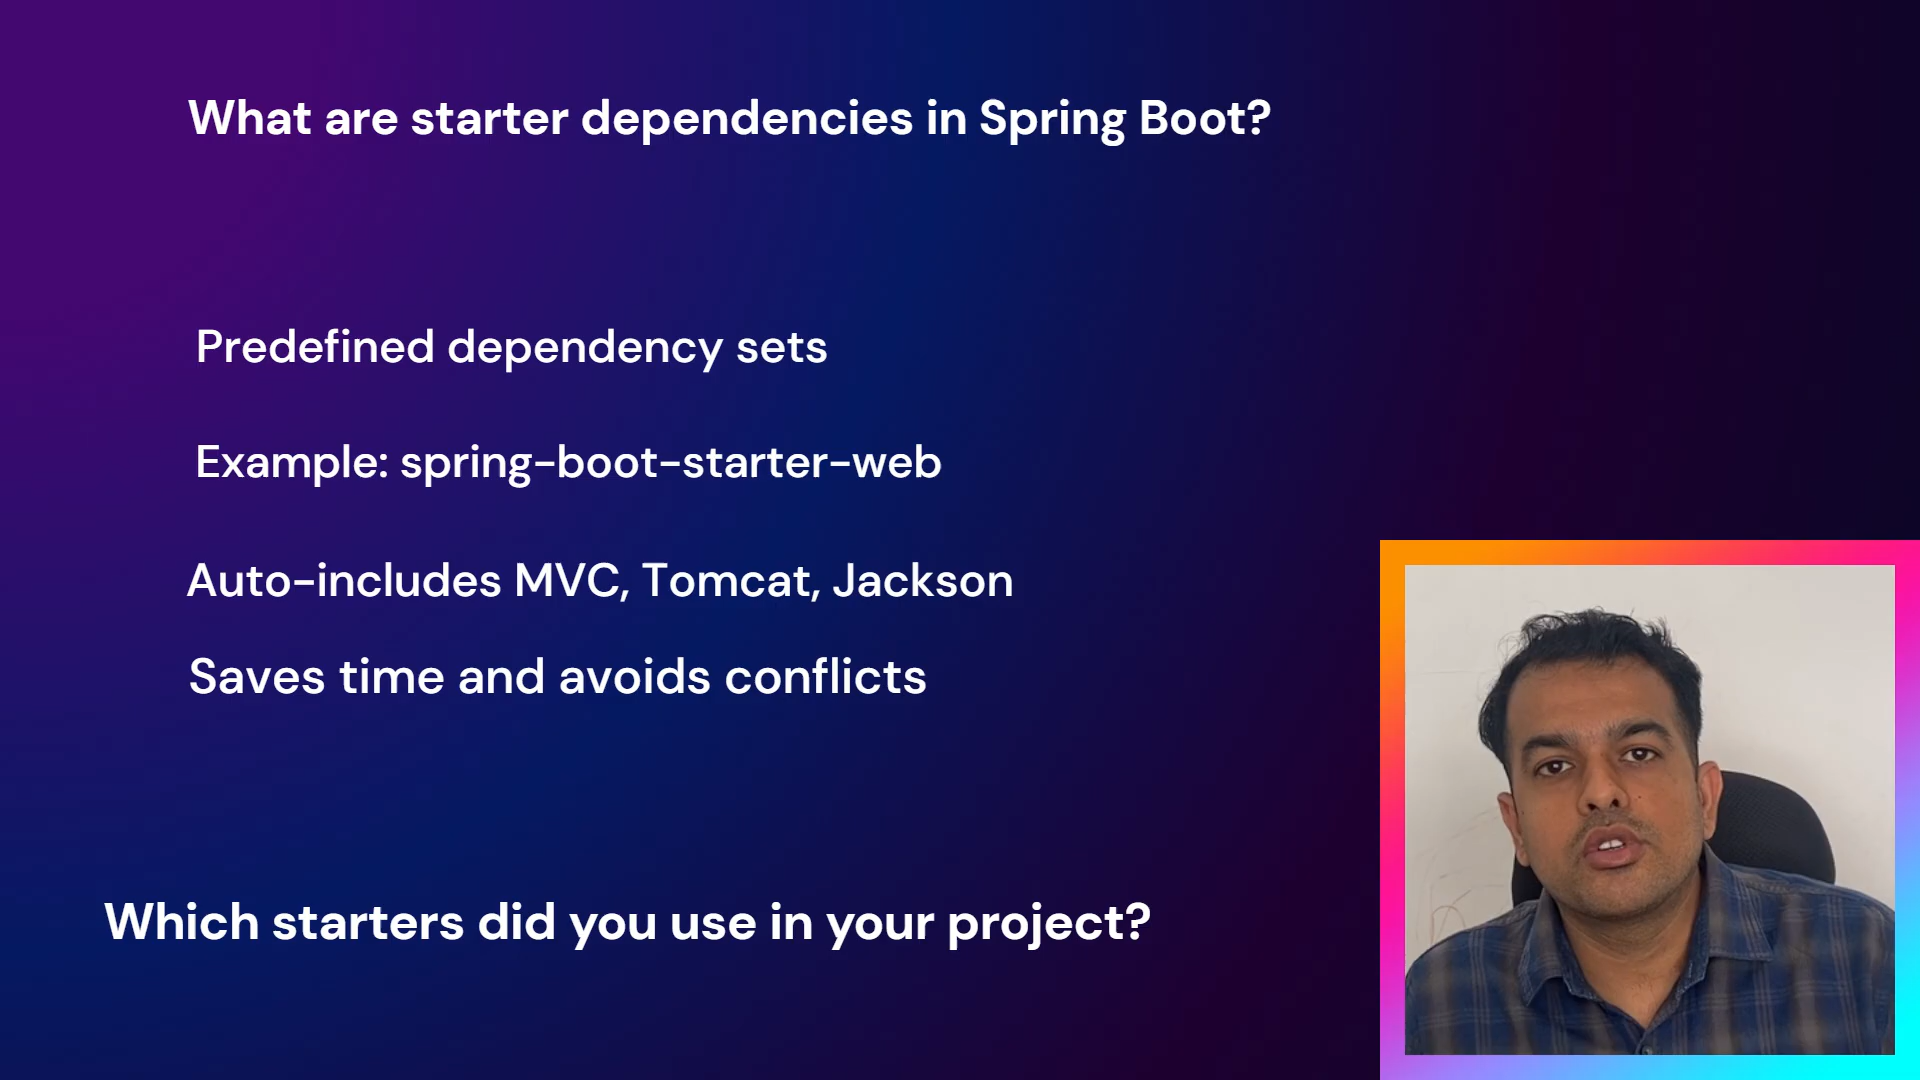 What are starter dependencies in Spring Boot?
Predefined dependency sets
Example: spring-boot-starter-web
Auto-includes MVC, Tomcat, Jackson
Saves time and avoids conflicts
Which starters did you use in your project?